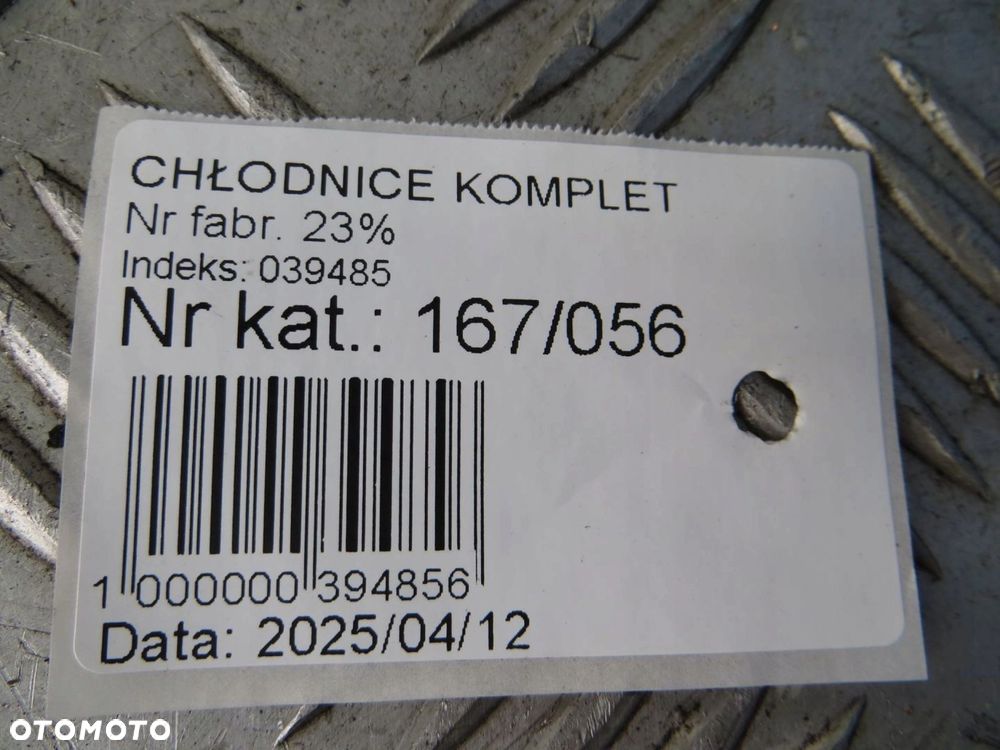 CHŁODNICE KOMPLET
Nr fabr. 23%
Indeks: 039485
Nr kat.: 167/056
1 000000 394856
Data: 2025/04/12
OTOMOTO